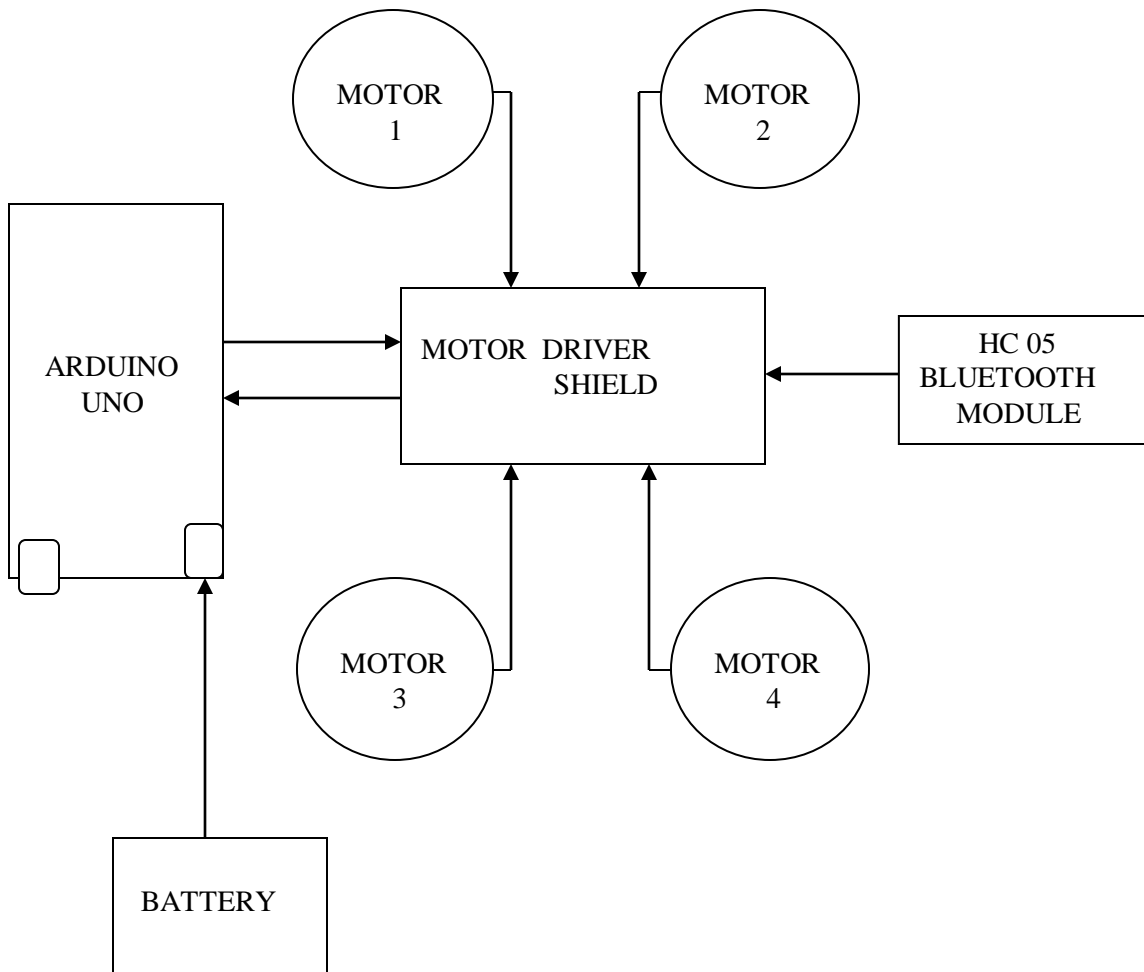 MOTOR
1
MOTOR
2
ARDUINO
UNO
MOTOR DRIVER
SHIELD
HC 05
BLUETOOTH
MODULE
MOTOR
3
MOTOR
4
BATTERY